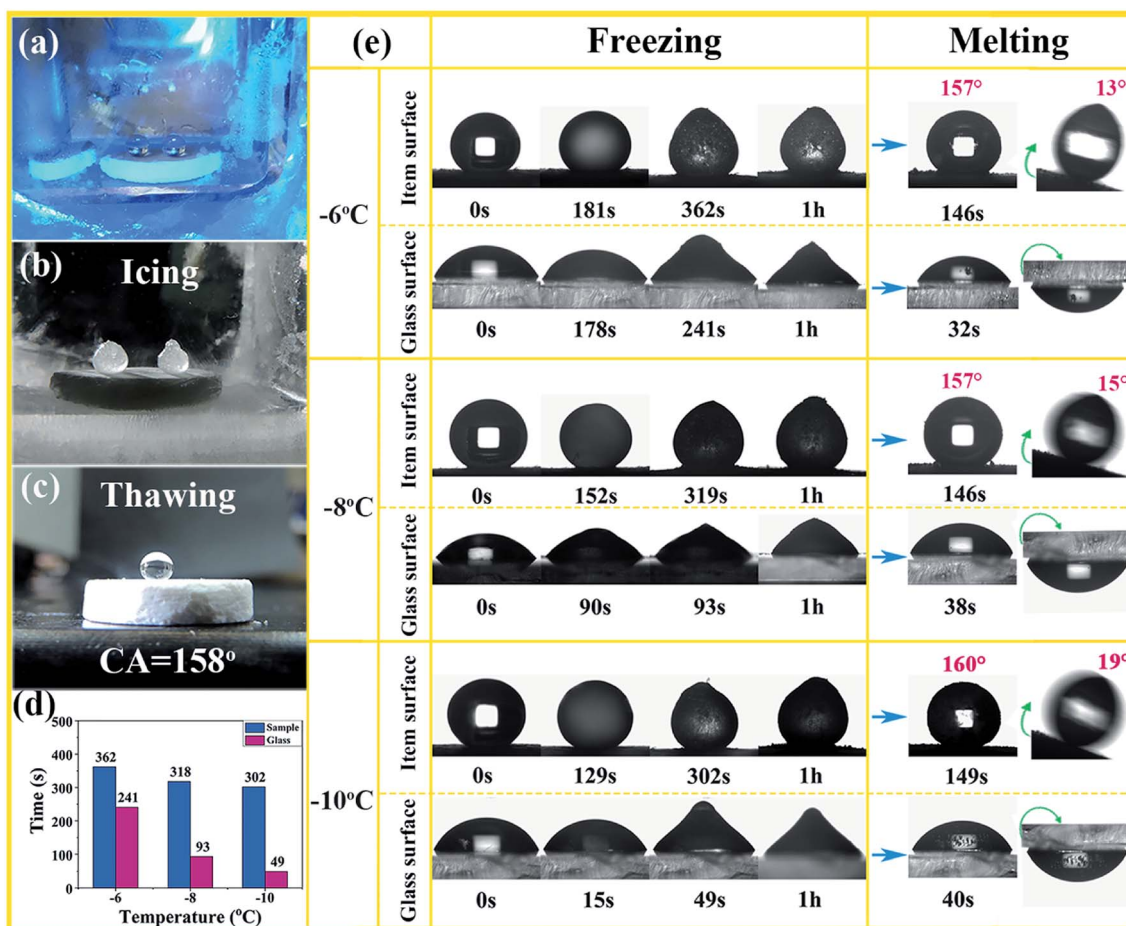 (a)
(b)
Icing
(c)
Thawing
CA=158°
(d)
500
400
300
200
100
0
Time (s)
Sample
Glass
362
241
318
93
302
49
-6
-8
-10
Temperature (°C)
(e)
Freezing
Melting
-6°C
Item surface
0s
181s
362s
1h
157°
146s
13°
Glass surface
0s
178s
241s
1h
32s
-8°C
Item surface
0s
152s
319s
1h
157°
146s
15°
Glass surface
0s
90s
93s
1h
38s
-10°C
Item surface
0s
129s
302s
1h
160°
149s
19°
Glass surface
0s
15s
49s
1h
40s